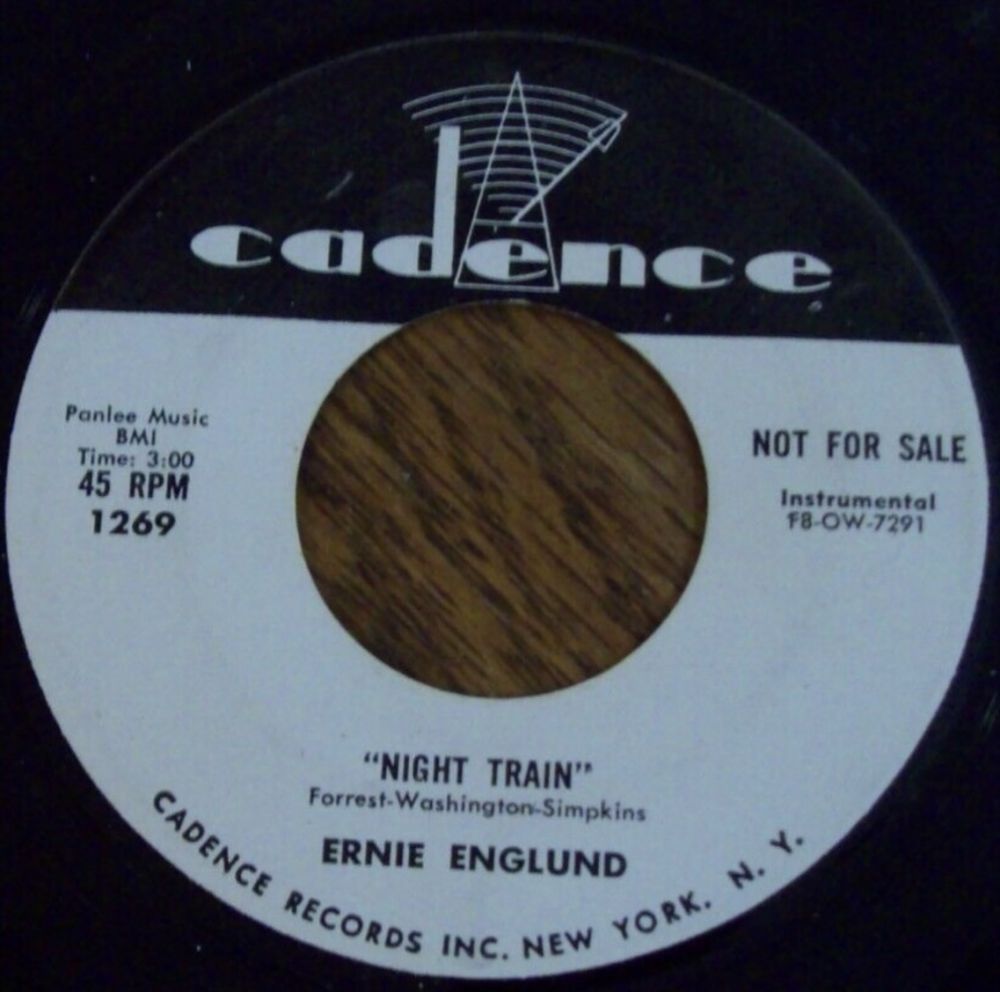 cadence
Panlee Music
BMI
Time: 3:00
45 RPM
1269
NOT FOR SALE
Instrumental
F8-OW-7291
"NIGHT TRAIN"
Forrest-Washington-Simpkins
ERNIE ENGLUND
CADENCE RECORDS INC. NEW YORK. N. Y.